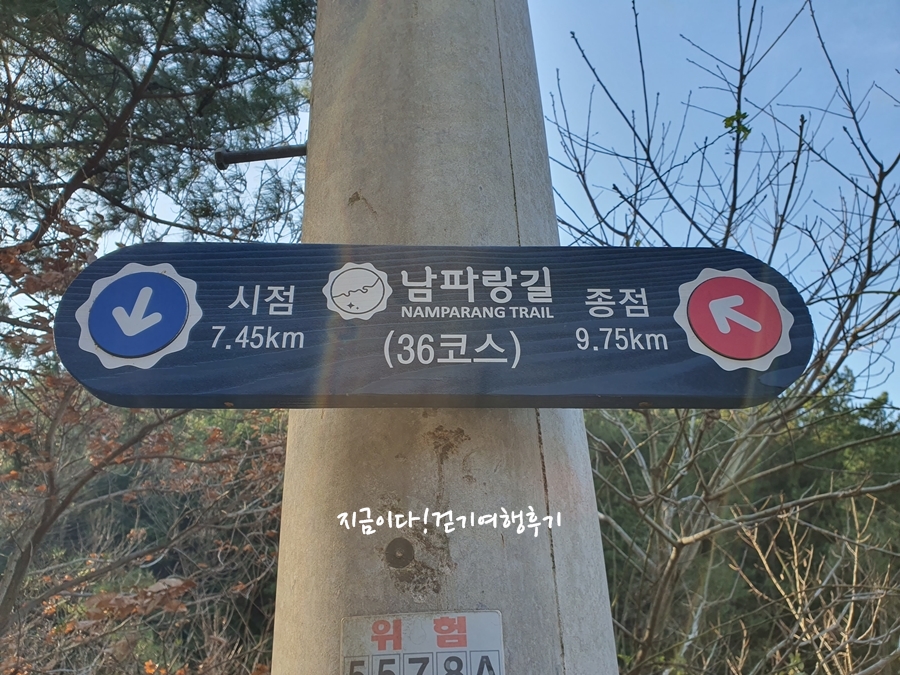 시점
7.45km
남파랑길
NAMPARANG TRAIL
(36코스)
종점
9.75km
지금이다!걷기여행후기
위험
5578A